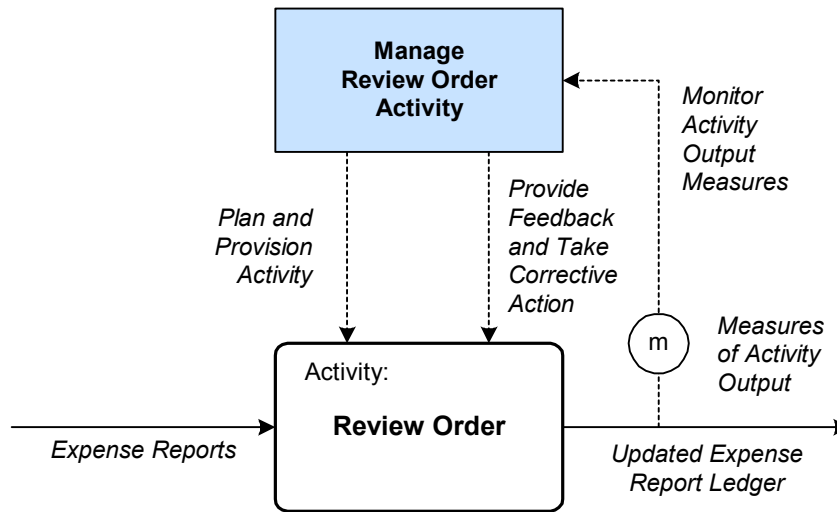 Manage
Review Order
Activity
Monitor
Activity
Output
Measures
Plan and
Provision
Activity
Provide
Feedback
and Take
Corrective
Action
m
Measures
of Activity
Output
Activity:
Review Order
Expense Reports
Updated Expense
Report Ledger